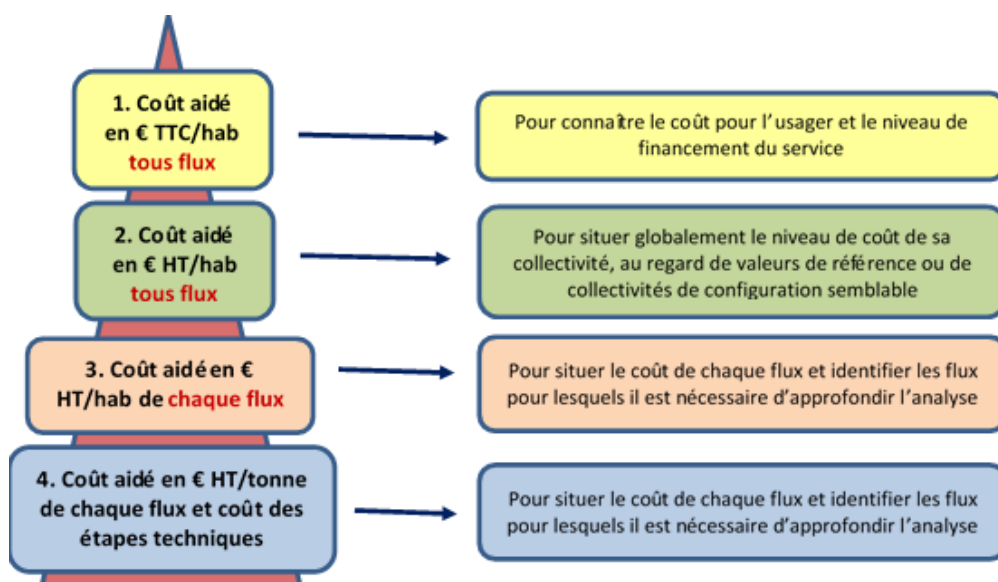 1. Coût aidé
en € TTC/hab
tous flux
Pour connaître le coût pour l'usager et le niveau de
financement du service
2. Coût aidé
en € HT/hab
tous flux
Pour situer globalement le niveau de coût de sa
collectivité, au regard de valeurs de référence ou de
collectivités de configuration semblable
3. Coût aidé en €
HT/hab de chaque flux
Pour situer le coût de chaque flux et identifier les flux
pour lesquels il est nécessaire d'approfondir l'analyse
4. Coût aidé en € HT/tonne
de chaque flux et coût des
étapes techniques
Pour situer le coût de chaque flux et identifier les flux
pour lesquels il est nécessaire d'approfondir l'analyse